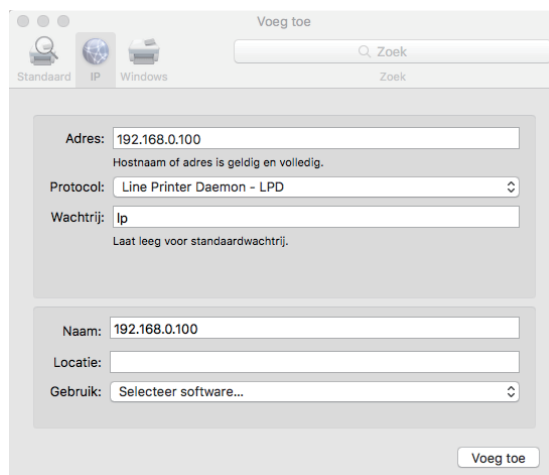 Voeg toe
Zoek
Standaard IP Windows Zoek
Adres: 192.168.0.100
Hostnaam of adres is geldig en volledig.
Protocol: Line Printer Daemon - LPD
Wachtrij: lp
Laat leeg voor standaardwachtrij.
Naam: 192.168.0.100
Locatie:
Gebruik: Selecteer software...
Voeg toe